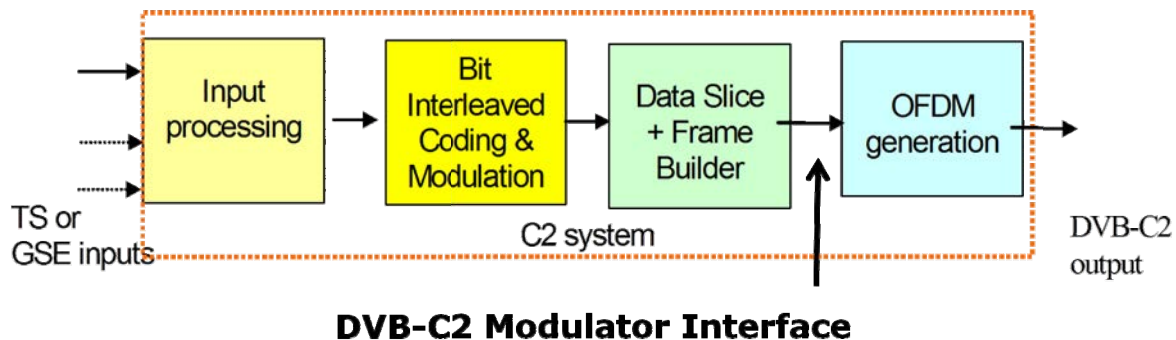 Input
processing
Bit
Interleaved
Coding &
Modulation
Data Slice
+ Frame
Builder
OFDM
generation
TS or
GSE inputs
C2 system
DVB-C2
output
DVB-C2 Modulator Interface